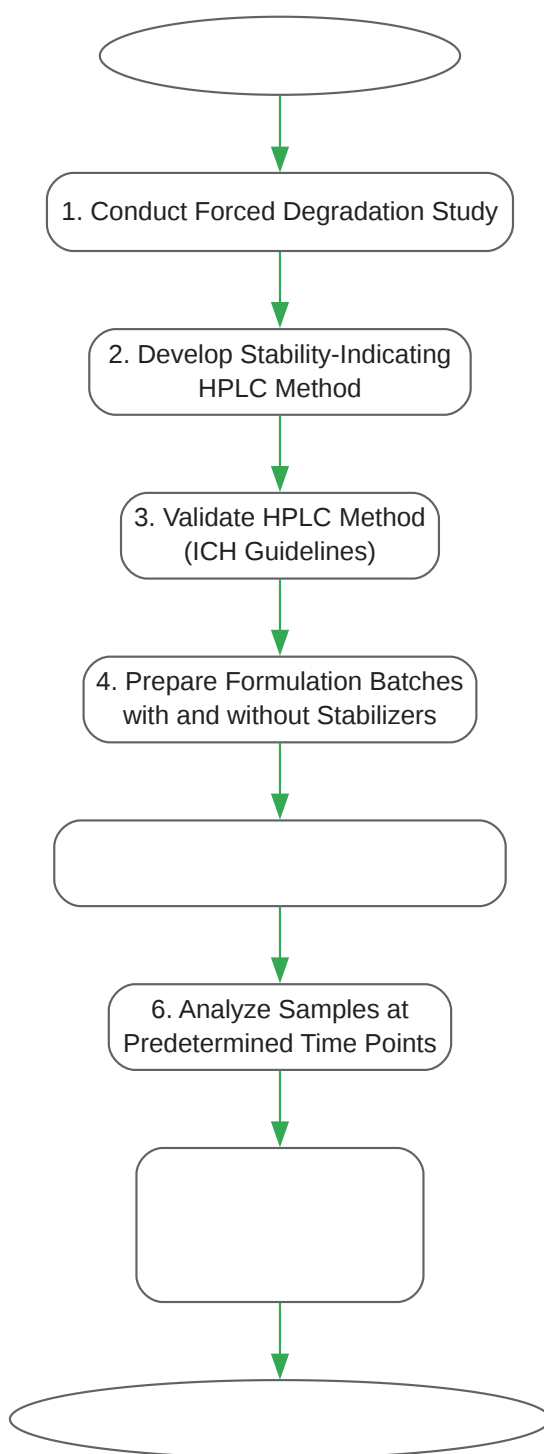 1. Conduct Forced Degradation Study
2. Develop Stability-Indicating
HPLC Method
3. Validate HPLC Method
(ICH Guidelines)
4. Prepare Formulation Batches
with and without Stabilizers
6. Analyze Samples at
Predetermined Time Points